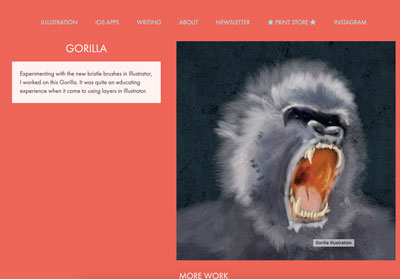 ILLUSTRATION iOS APPS WRITING ABOUT NEWSLETTER ★ PRINT STORE ★ INSTAGRAM
GORILLA
Experimenting with the new bristle brushes in Illustrator,
I worked on this Gorilla. It was quite an educating
experience when it came to using layers in Illustrator.
Gorilla Illustration
MORE WORK